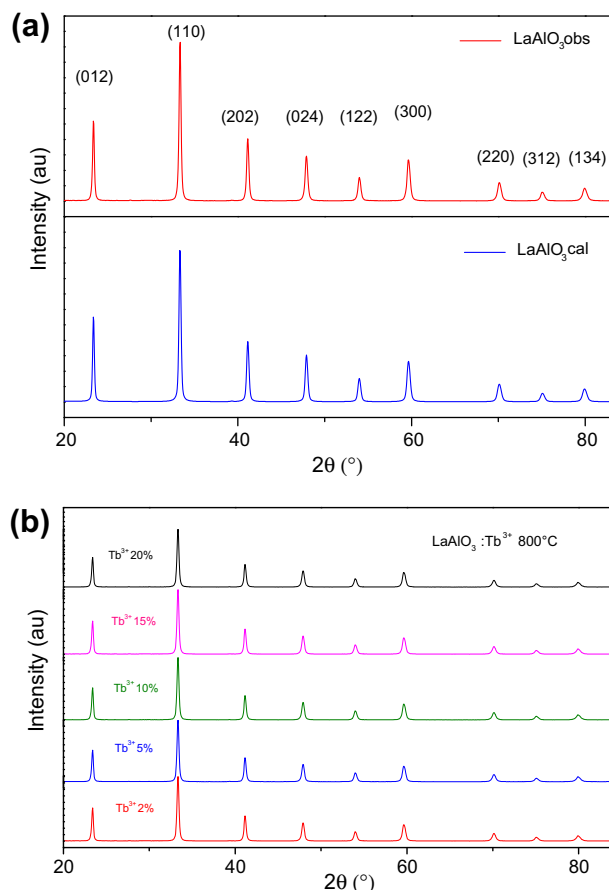 (a)
LaAlO₃obs
(110)
(012)
(202) (024) (122) (300)
(220) (312) (134)
Intensity (au)
LaAlO₃cal
20 40 60 80
2θ (°)
(b)
LaAlO₃ :Tb³⁺ 800°C
Tb³⁺ 20%
Tb³⁺ 15%
Tb³⁺ 10%
Tb³⁺ 5%
Tb³⁺ 2%
Intensity (au)
20 40 60 80
2θ (°)